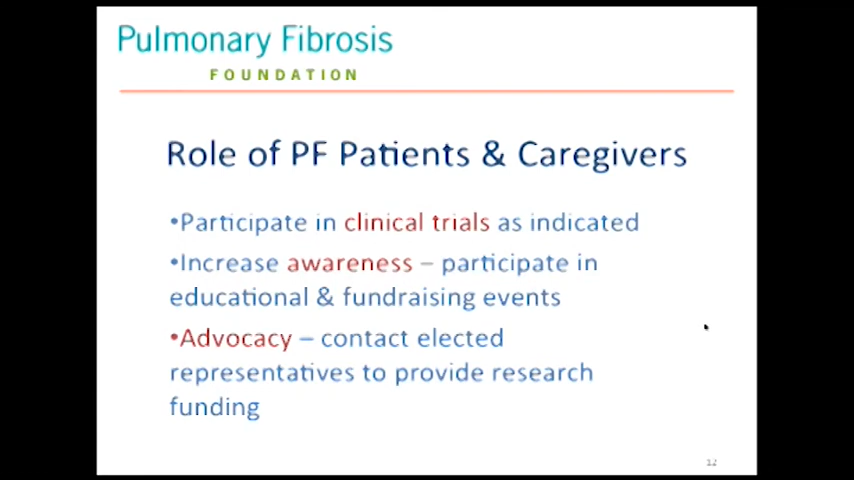 Pulmonary Fibrosis
FOUNDATION
Role of PF Patients & Caregivers
•Participate in clinical trials as indicated
•Increase awareness – participate in
educational & fundraising events
•Advocacy – contact elected
representatives to provide research
funding
12